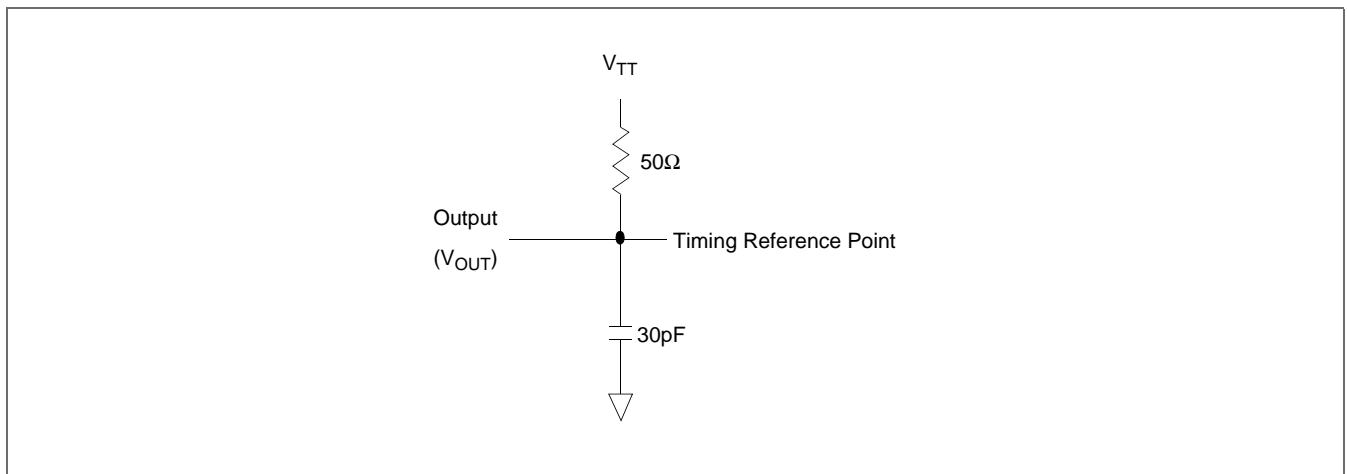 VTT
50Ω
Output
(VOUT)
Timing Reference Point
30pF